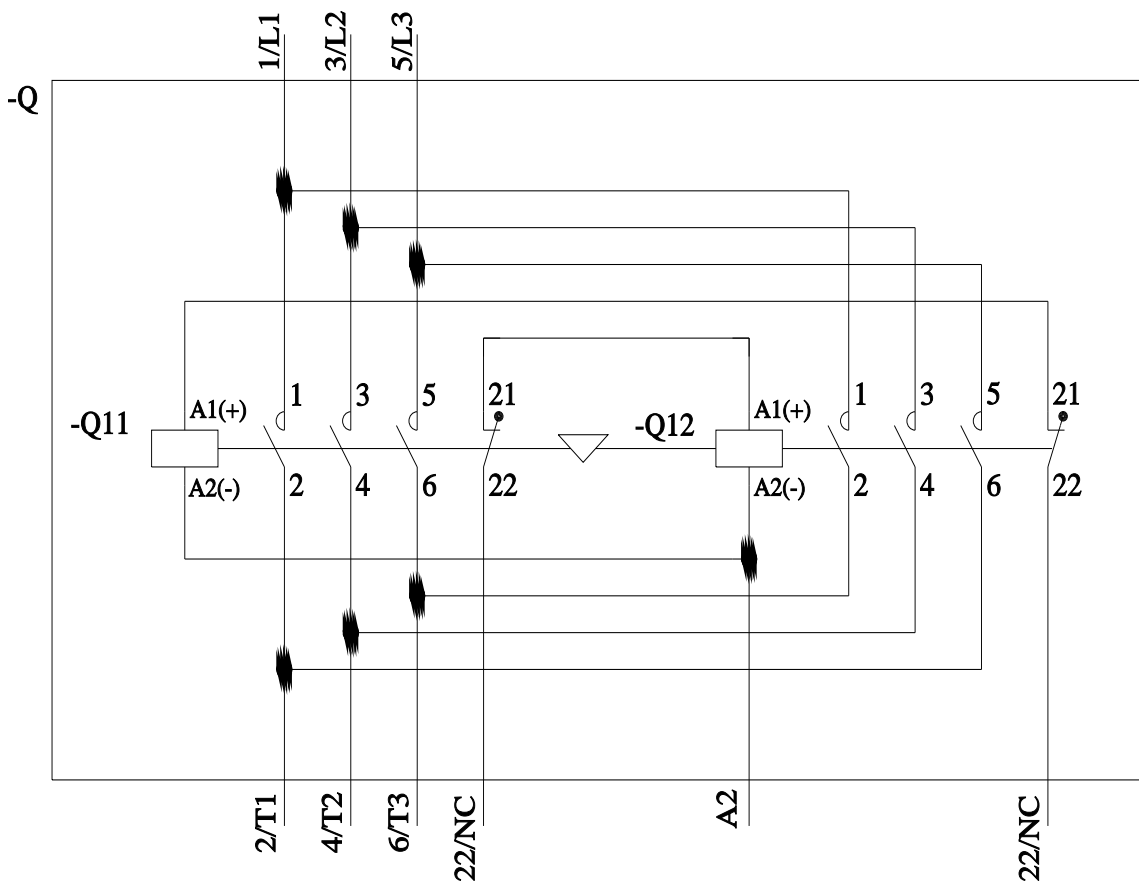 1/L1
3/L2
5/L3
-Q
1
3
5
21
1
3
5
21
-Q11
A1(+)
-Q12
A1(+)
A2(-)
2
4
6
22
A2(-)
2
4
6
22
2/T1
4/T2
6/T3
22/NC
A2
22/NC